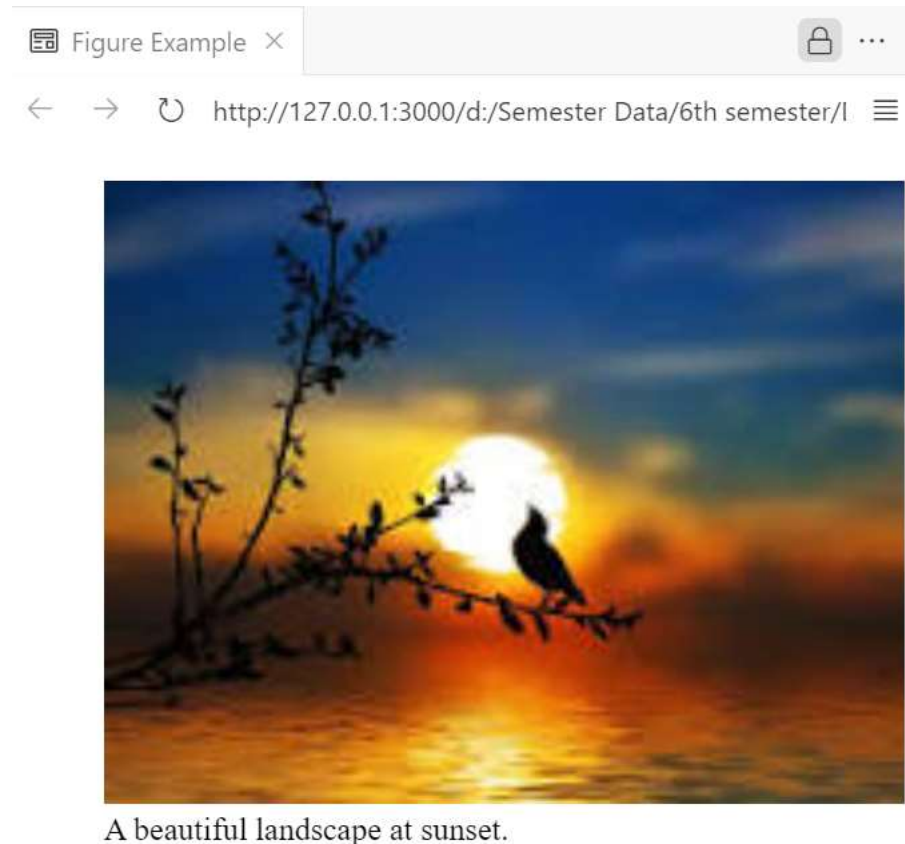 Figure Example
http://127.0.0.1:3000/d:/Semester Data/6th semester/
A beautiful landscape at sunset.